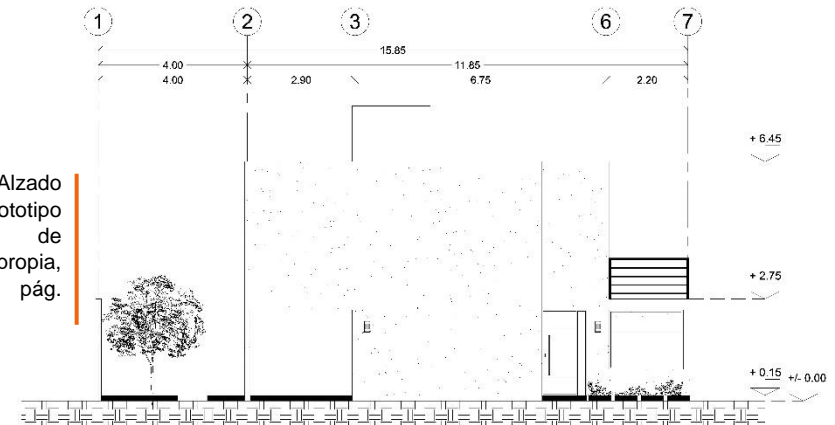 1 2 3 6 7
15.85
4.00 11.85
4.00 2.90 6.75 2.20
+ 6.45
Alzado
ototipo
de
propia,
pág.
+ 2.75
+ 0.15 +/- 0.00